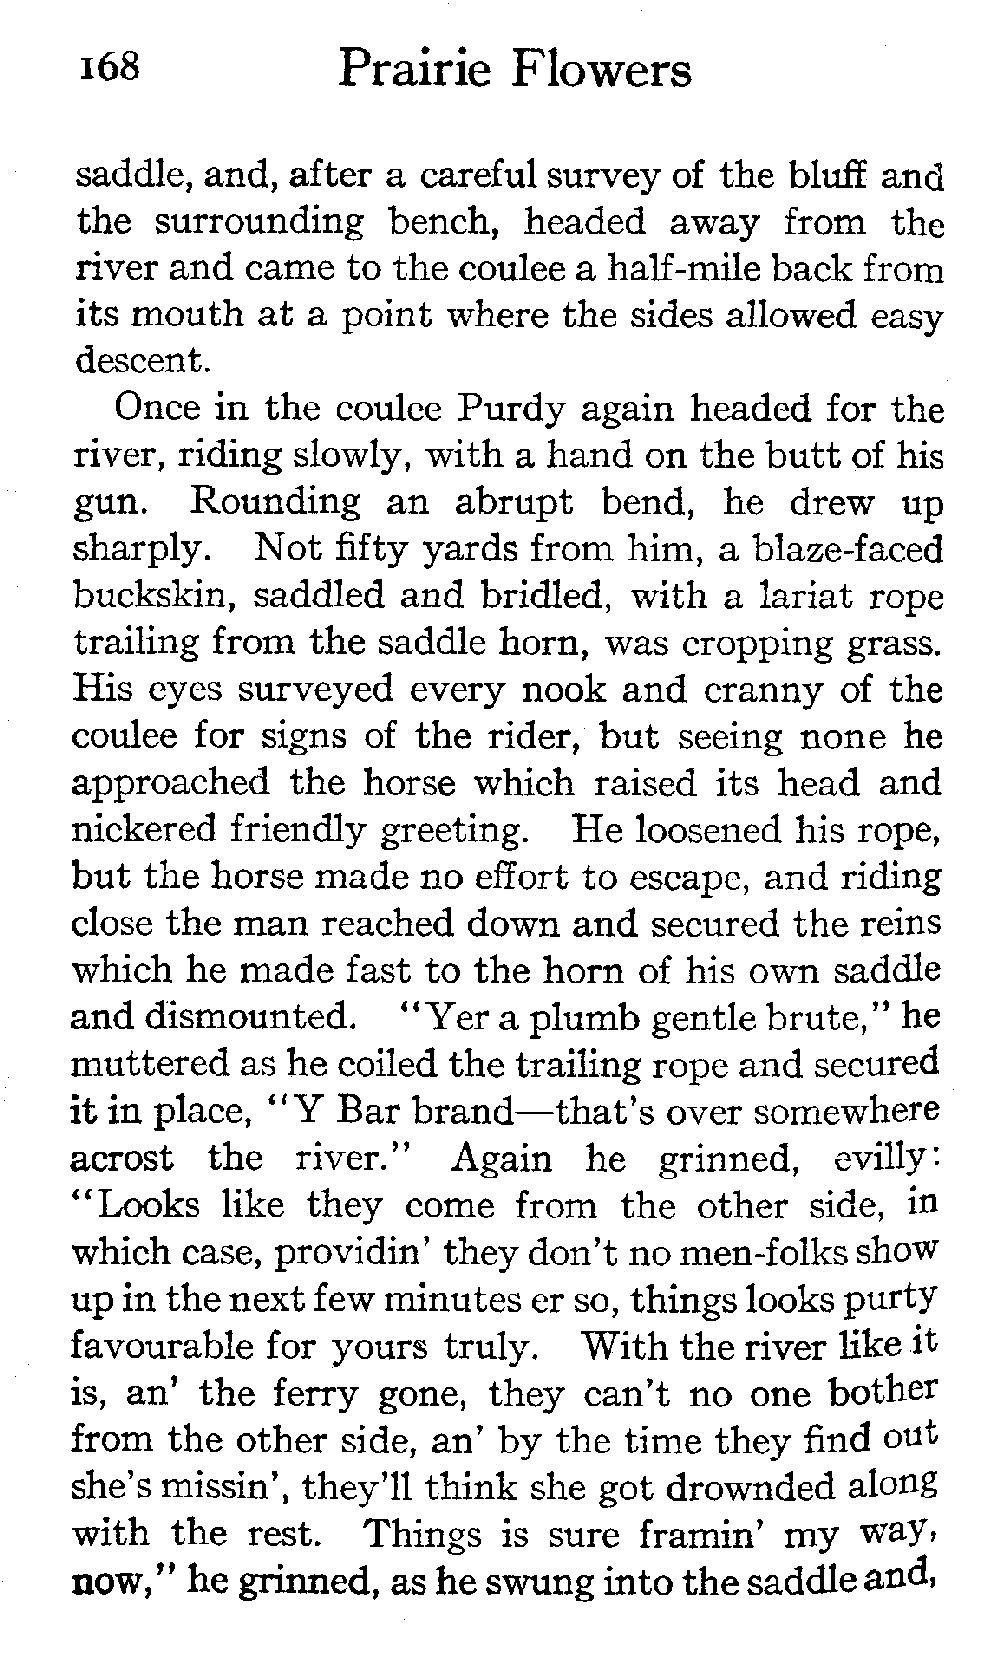 168 Prairie Flowers
saddle, and, after a careful survey of the bluff and
the surrounding bench, headed away from the
river and came to the coulee a half-mile back from
its mouth at a point where the sides allowed easy
descent.
Once in the coulee Purdy again headed for the
river, riding slowly, with a hand on the butt of his
gun. Rounding an abrupt bend, he drew up
sharply. Not fifty yards from him, a blaze-faced
buckskin, saddled and bridled, with a lariat rope
trailing from the saddle horn, was cropping grass.
His eyes surveyed every nook and cranny of the
coulee for signs of the rider, but seeing none he
approached the horse which raised its head and
nickered friendly greeting. He loosened his rope,
but the horse made no effort to escape, and riding
close the man reached down and secured the reins
which he made fast to the horn of his own saddle
and dismounted. "Yer a plumb gentle brute," he
muttered as he coiled the trailing rope and secured
it in place, "Y Bar brand—that's over somewhere
acrost the river." Again he grinned, evilly:
"Looks like they come from the other side, in
which case, providin' they don't no men-folks show
up in the next few minutes er so, things looks purty
favourable for yours truly. With the river like it
is, an' the ferry gone, they can't no one bother
from the other side, an' by the time they find out
she's missin', they'll think she got drownded along
with the rest. Things is sure framin' my way,
now," he grinned, as he swung into the saddle and,